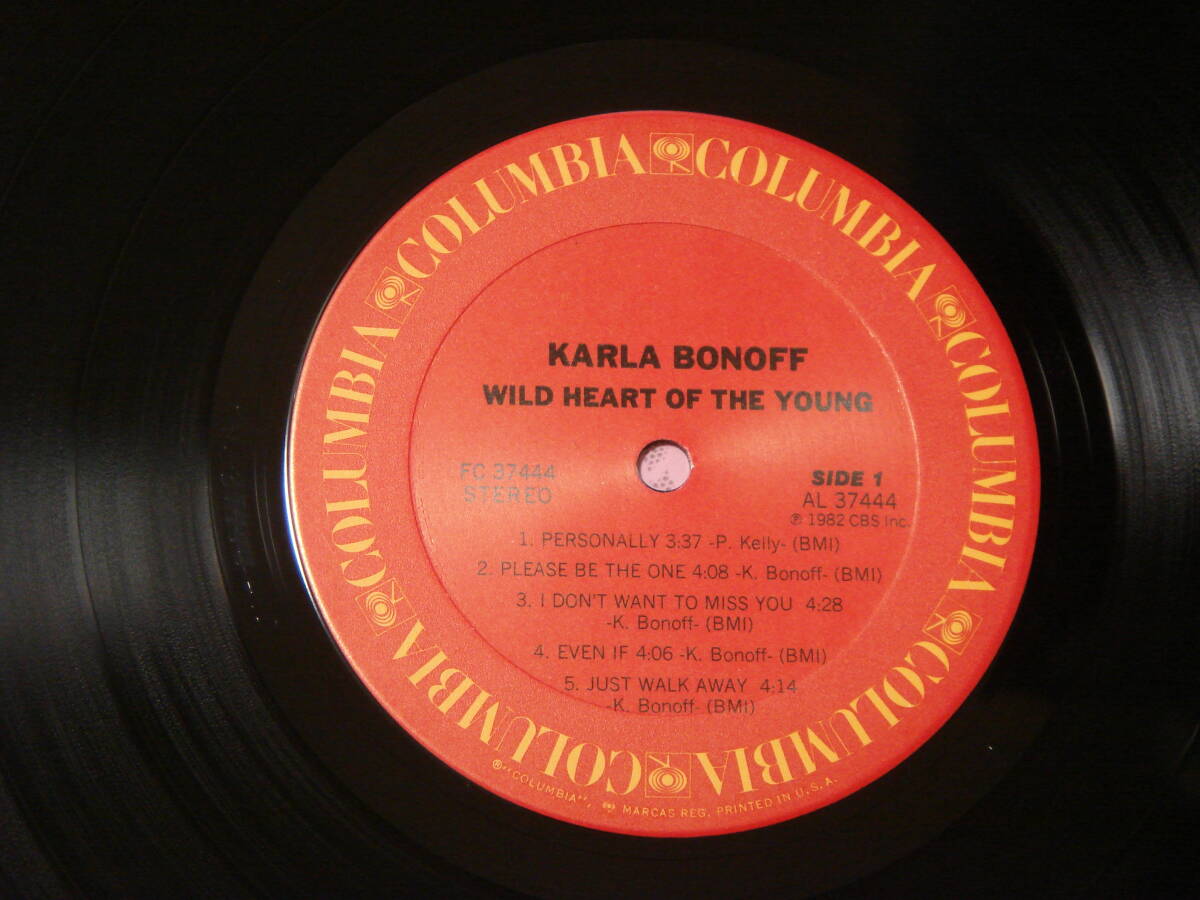 COLUMBIA COLUMBIA COLUMBIA COLUMBIA COLUMBIA COLUMBIA
KARLA BONOFF
WILD HEART OF THE YOUNG
FC 37444
STEREO
SIDE 1
AL 37444
℗ 1982 CBS Inc.
1. PERSONALLY 3:37 -P. Kelly- (BMI)
2. PLEASE BE THE ONE 4:08 -K. Bonoff- (BMI)
3. I DON'T WANT TO MISS YOU 4:28
-K. Bonoff- (BMI)
4. EVEN IF 4:06 -K. Bonoff- (BMI)
5. JUST WALK AWAY 4:14
-K. Bonoff- (BMI)
®"COLUMBIA", MARCAS REG. PRINTED IN U.S.A.